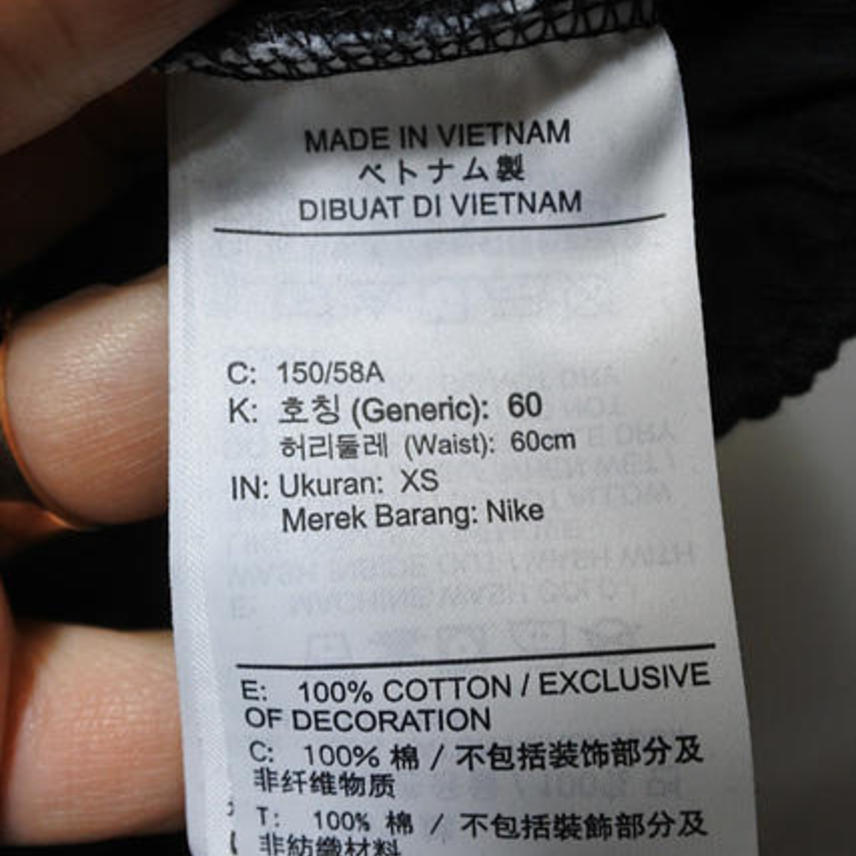 MADE IN VIETNAM
ベトナム製
DIBUAT DI VIETNAM
C: 150/58A
K: 호칭 (Generic): 60
허리둘레 (Waist): 60cm
IN: Ukuran: XS
Merek Barang: Nike
E: 100% COTTON / EXCLUSIVE
OF DECORATION
C: 100% 棉 / 不包括装饰部分及
非纤维物质
T: 100% 棉 / 不包括裝飾部分及
非紡織材料